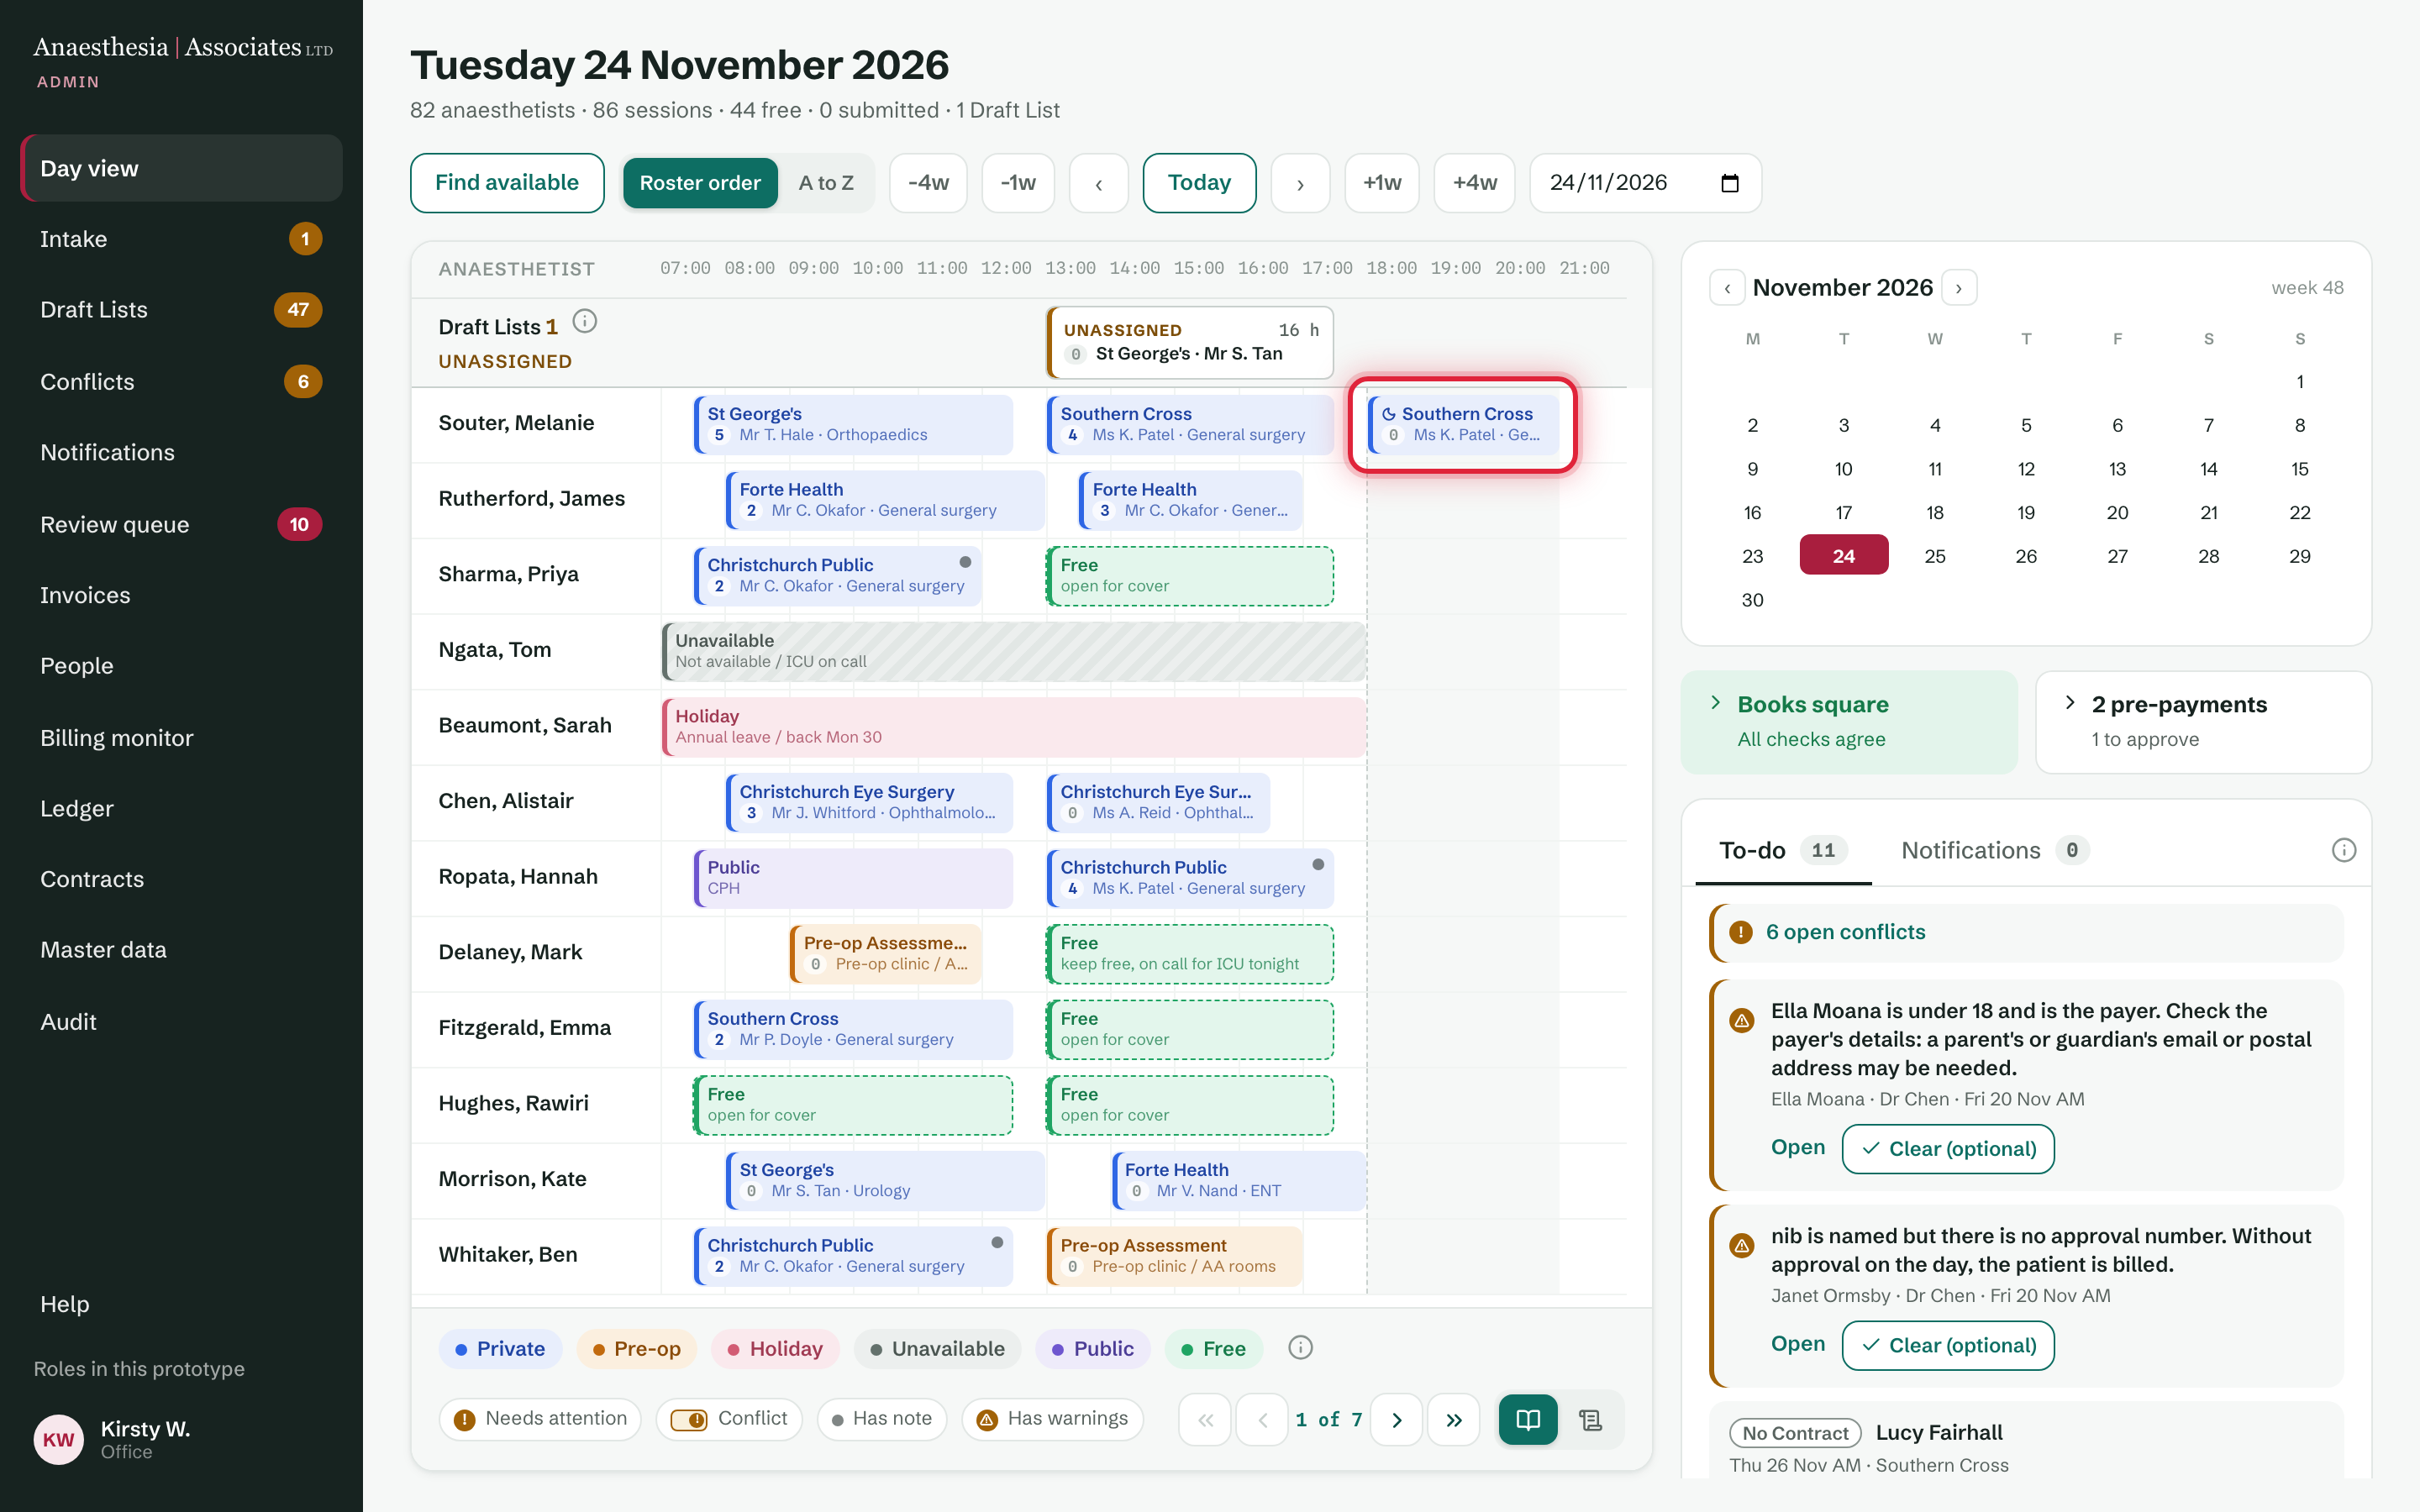 Anaesthesia | Associates LTD
ADMIN
Day view
Intake 1
Draft Lists 47
Conflicts 6
Notifications
Review queue 10
Invoices
People
Billing monitor
Ledger
Contracts
Master data
Audit
Help
Roles in this prototype
KW Kirsty W.
Office
Tuesday 24 November 2026
82 anaesthetists · 86 sessions · 44 free · 0 submitted · 1 Draft List
Find available Roster order A to Z -4w -1w ‹ Today › +1w +4w 24/11/2026
ANAESTHETIST 07:00 08:00 09:00 10:00 11:00 12:00 13:00 14:00 15:00 16:00 17:00 18:00 19:00 20:00 21:00
Draft Lists 1
UNASSIGNED
UNASSIGNED 16 h
0 St George's · Mr S. Tan
Souter, Melanie
St George's
5 Mr T. Hale · Orthopaedics
Southern Cross
4 Ms K. Patel · General surgery
Southern Cross
0 Ms K. Patel · Ge...
Rutherford, James
Forte Health
2 Mr C. Okafor · General surgery
Forte Health
3 Mr C. Okafor · Gener...
Sharma, Priya
Christchurch Public
2 Mr C. Okafor · General surgery
Free
open for cover
Ngata, Tom
Unavailable
Not available / ICU on call
Beaumont, Sarah
Holiday
Annual leave / back Mon 30
Chen, Alistair
Christchurch Eye Surgery
3 Mr J. Whitford · Ophthalmolo...
Christchurch Eye Sur...
0 Ms A. Reid · Ophthal...
Ropata, Hannah
Public
CPH
Christchurch Public
4 Ms K. Patel · General surgery
Delaney, Mark
Pre-op Assessme...
0 Pre-op clinic / A...
Free
keep free, on call for ICU tonight
Fitzgerald, Emma
Southern Cross
2 Mr P. Doyle · General surgery
Free
open for cover
Hughes, Rawiri
Free
open for cover
Free
open for cover
Morrison, Kate
St George's
0 Mr S. Tan · Urology
Forte Health
0 Mr V. Nand · ENT
Whitaker, Ben
Christchurch Public
2 Mr C. Okafor · General surgery
Pre-op Assessment
0 Pre-op clinic / AA rooms
Private Pre-op Holiday Unavailable Public Free
Needs attention Conflict Has note Has warnings « ‹ 1 of 7 › »
‹ November 2026 › week 48
M T W T F S S
1
2 3 4 5 6 7 8
9 10 11 12 13 14 15
16 17 18 19 20 21 22
23 24 25 26 27 28 29
30
Books square
All checks agree
2 pre-payments
1 to approve
To-do 11 Notifications 0
6 open conflicts
Ella Moana is under 18 and is the payer. Check the
payer's details: a parent's or guardian's email or postal
address may be needed.
Ella Moana · Dr Chen · Fri 20 Nov AM
Open Clear (optional)
nib is named but there is no approval number. Without
approval on the day, the patient is billed.
Janet Ormsby · Dr Chen · Fri 20 Nov AM
Open Clear (optional)
No Contract Lucy Fairhall
Thu 26 Nov AM · Southern Cross